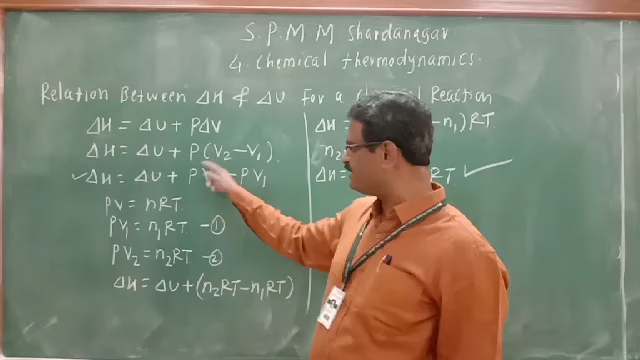 S.P.M.M Shardanagar
4. Chemical thermodynamics.
Relation Between ΔH & ΔU For a Chemical Reaction
ΔH = ΔU + PΔV
ΔH = ΔU + P(V₂-V₁).
✓ΔH = ΔU + P - PV₁
PV = nRT
PV₁ = n₁RT -①
PV₂ = n₂RT -②
ΔH = ΔU + (n₂RT-n₁RT)
ΔH = - n₁)RT
n₂
ΔH = RT ✓